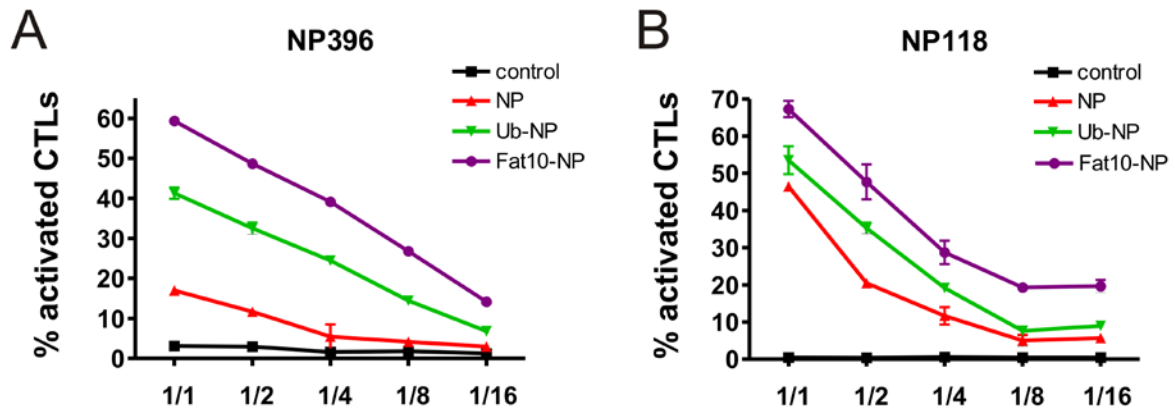 A
NP396
control
NP
Ub-NP
Fat10-NP
% activated CTLs
60
50
40
30
20
10
0
1/1 1/2 1/4 1/8 1/16
B
NP118
control
NP
Ub-NP
Fat10-NP
% activated CTLs
70
60
50
40
30
20
10
0
1/1 1/2 1/4 1/8 1/16